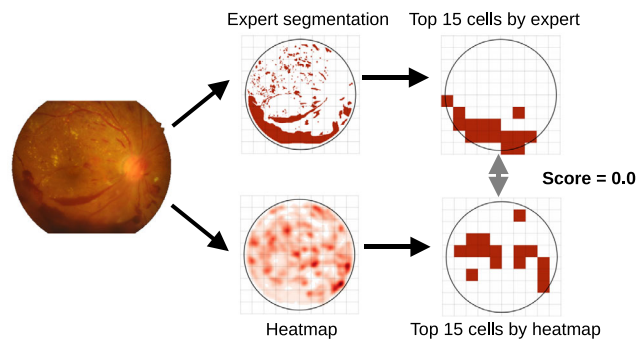 Expert segmentation
Top 15 cells by expert
Score = 0.0
Heatmap
Top 15 cells by heatmap